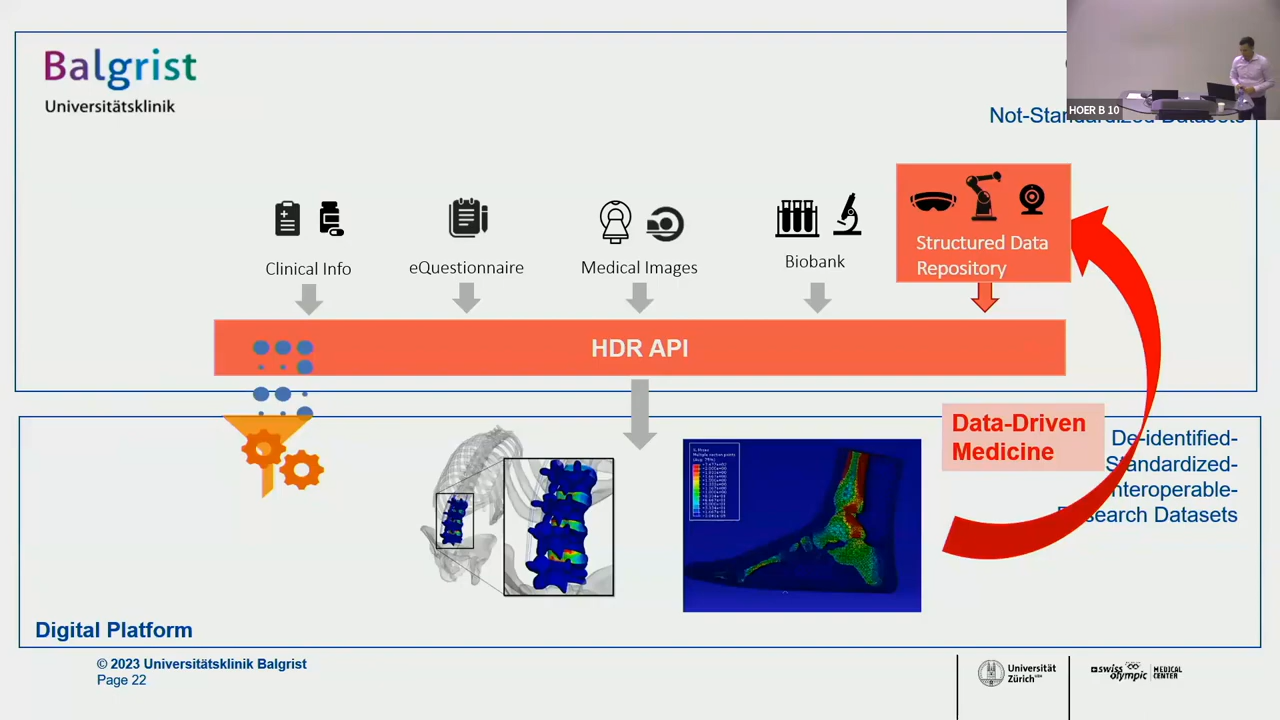 Balgrist
Universitätsklinik
HOER B 10
Not-Standardized Datasets
Clinical Info
eQuestionnaire
Medical Images
Biobank
Structured Data
Repository
HDR API
Data-Driven
Medicine
De-identified-
Standardized-
Interoperable-
Research Datasets
Digital Platform
© 2023 Universitätsklinik Balgrist
Page 22
Universität
Zürich
swiss
olympic
MEDICAL
CENTER